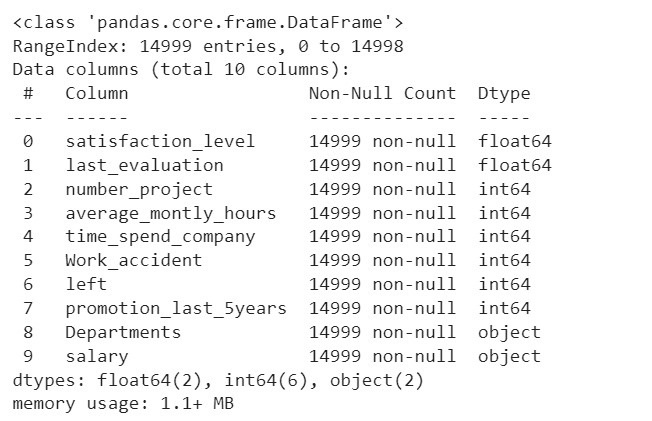 <class 'pandas.core.frame.DataFrame'>
RangeIndex: 14999 entries, 0 to 14998
Data columns (total 10 columns):
 #   Column                 Non-Null Count  Dtype
---  ------                 --------------  -----
 0   satisfaction_level     14999 non-null  float64
 1   last_evaluation        14999 non-null  float64
 2   number_project         14999 non-null  int64
 3   average_montly_hours   14999 non-null  int64
 4   time_spend_company     14999 non-null  int64
 5   Work_accident          14999 non-null  int64
 6   left                   14999 non-null  int64
 7   promotion_last_5years  14999 non-null  int64
 8   Departments            14999 non-null  object
 9   salary                 14999 non-null  object
dtypes: float64(2), int64(6), object(2)
memory usage: 1.1+ MB